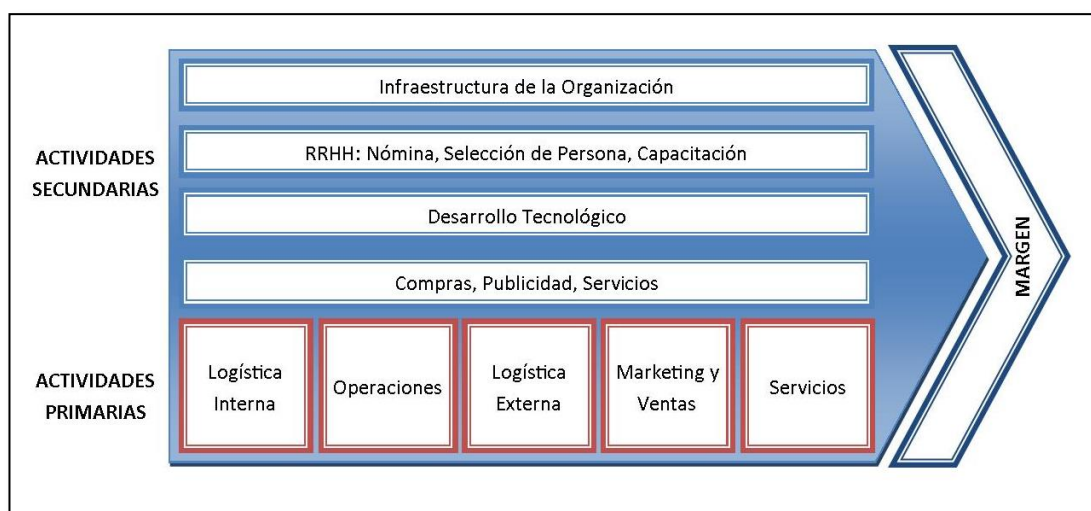 Infraestructura de la Organización
RRHH: Nómina, Selección de Persona, Capacitación
ACTIVIDADES
SECUNDARIAS
Desarrollo Tecnológico
Compras, Publicidad, Servicios
MARGEN
ACTIVIDADES
PRIMARIAS
Logística
Interna
Operaciones
Logística
Externa
Marketing y
Ventas
Servicios